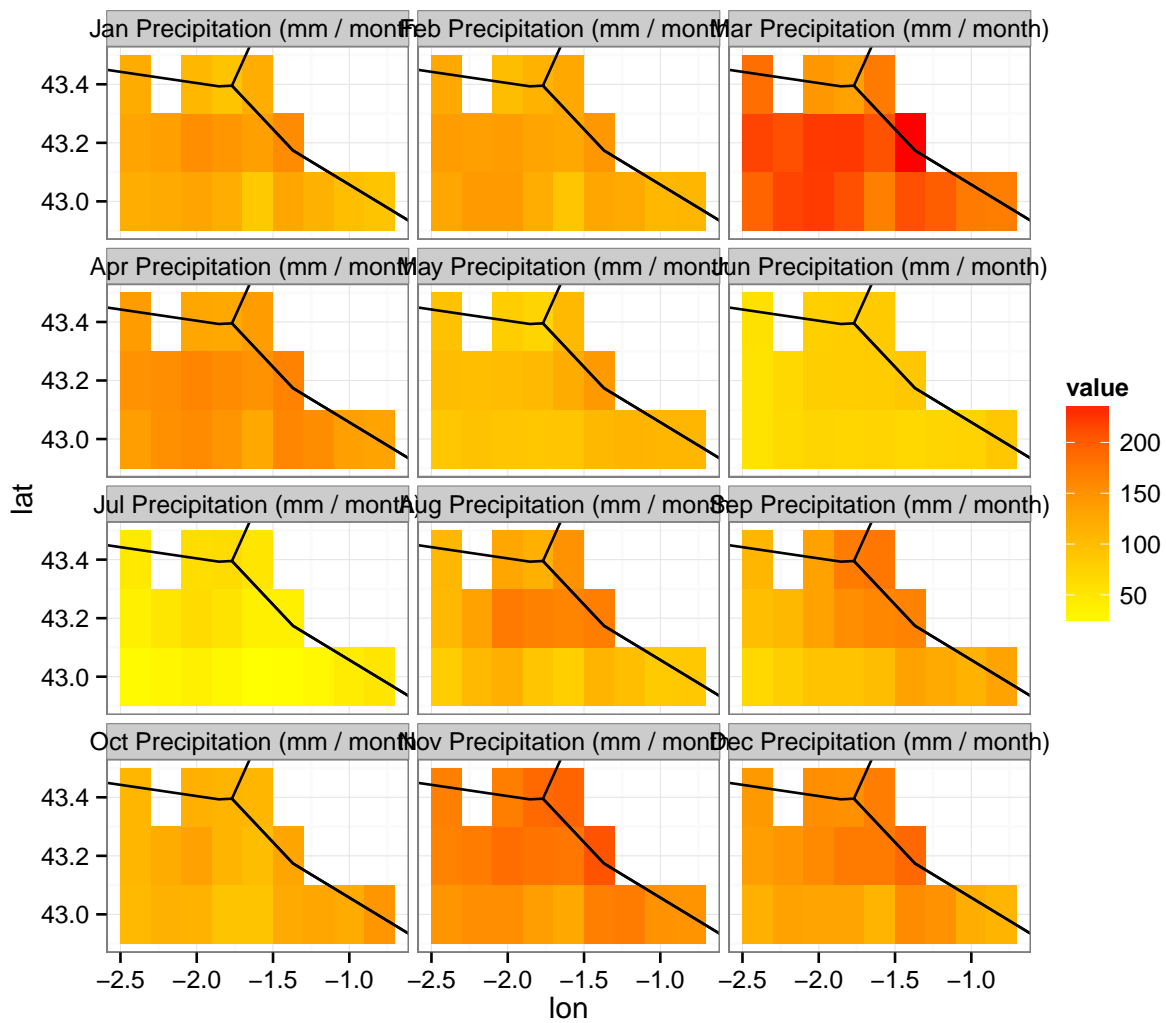 Jan Precipitation (mm / month)
Feb Precipitation (mm / month)
Mar Precipitation (mm / month)
43.4
43.2
43.0
Apr Precipitation (mm / month)
May Precipitation (mm / month)
Jun Precipitation (mm / month)
43.4
43.2
43.0
lat
value
200
150
100
50
Jul Precipitation (mm / month)
Aug Precipitation (mm / month)
Sep Precipitation (mm / month)
43.4
43.2
43.0
Oct Precipitation (mm / month)
Nov Precipitation (mm / month)
Dec Precipitation (mm / month)
43.4
43.2
43.0
−2.5 −2.0 −1.5 −1.0
−2.5 −2.0 −1.5 −1.0
−2.5 −2.0 −1.5 −1.0
lon